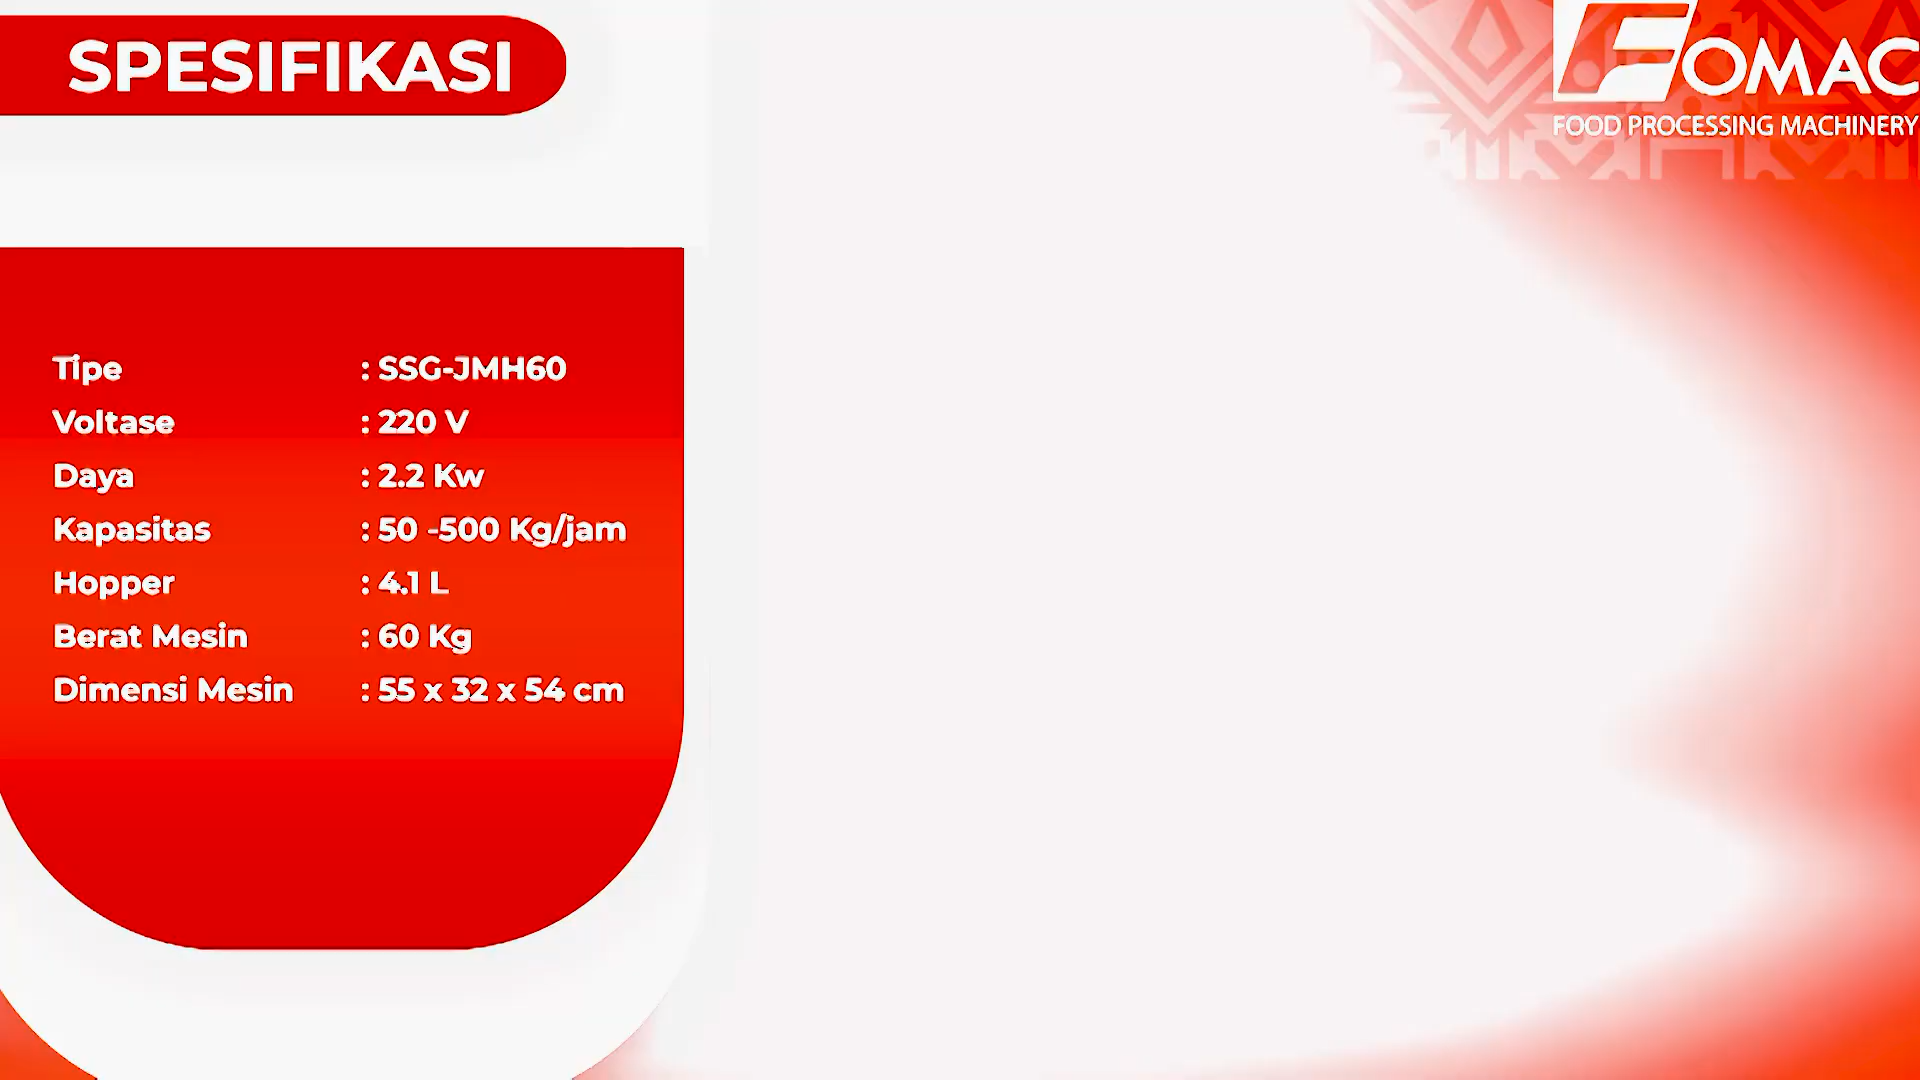 SPESIFIKASI
FOMAC
FOOD PROCESSING MACHINERY
Tipe : SSG-JMH60
Voltase : 220 V
Daya : 2.2 Kw
Kapasitas : 50 -500 Kg/jam
Hopper : 4.1 L
Berat Mesin : 60 Kg
Dimensi Mesin : 55 x 32 x 54 cm